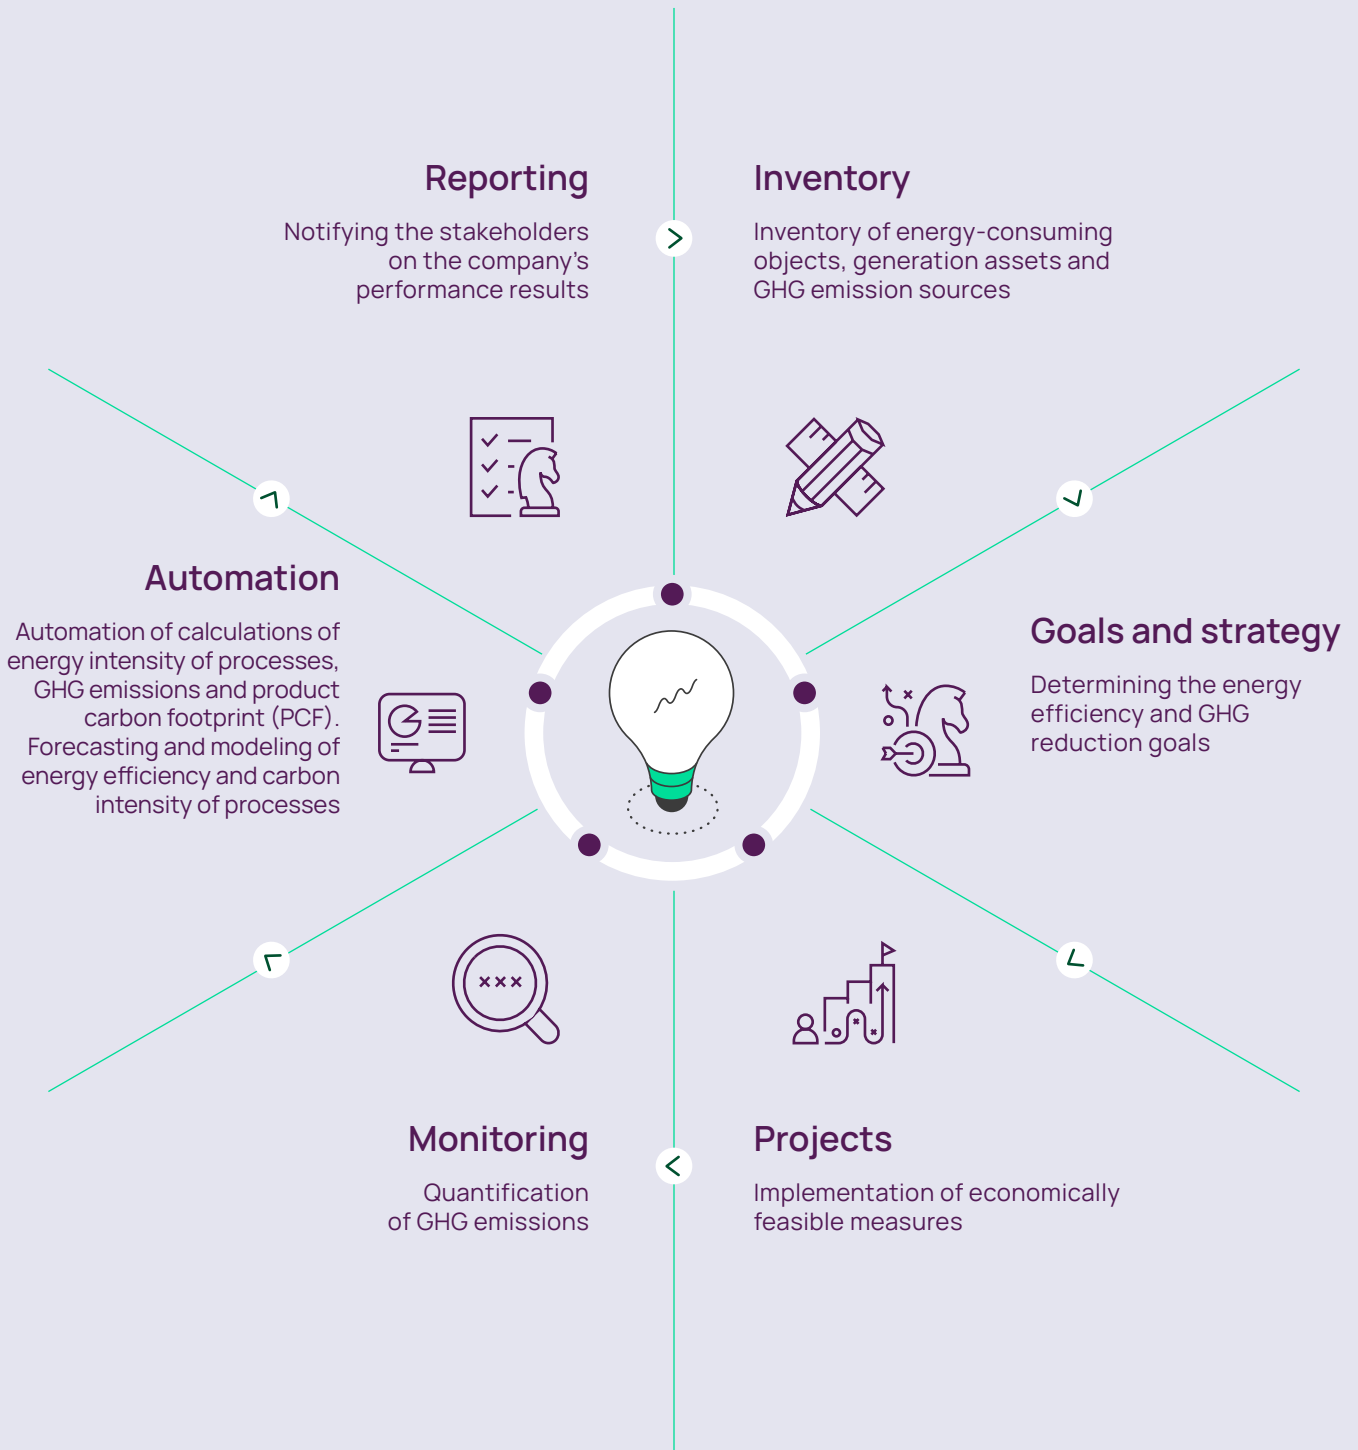 Reporting
Notifying the stakeholders
on the company’s
performance results
Inventory
Inventory of energy-consuming
objects, generation assets and
GHG emission sources
Automation
Automation of calculations of
energy intensity of processes,
GHG emissions and product
carbon footprint (PCF).
Forecasting and modeling of
energy efficiency and carbon
intensity of processes
Goals and strategy
Determining the energy
efficiency and GHG
reduction goals
Monitoring
Quantification
of GHG emissions
Projects
Implementation of economically
feasible measures